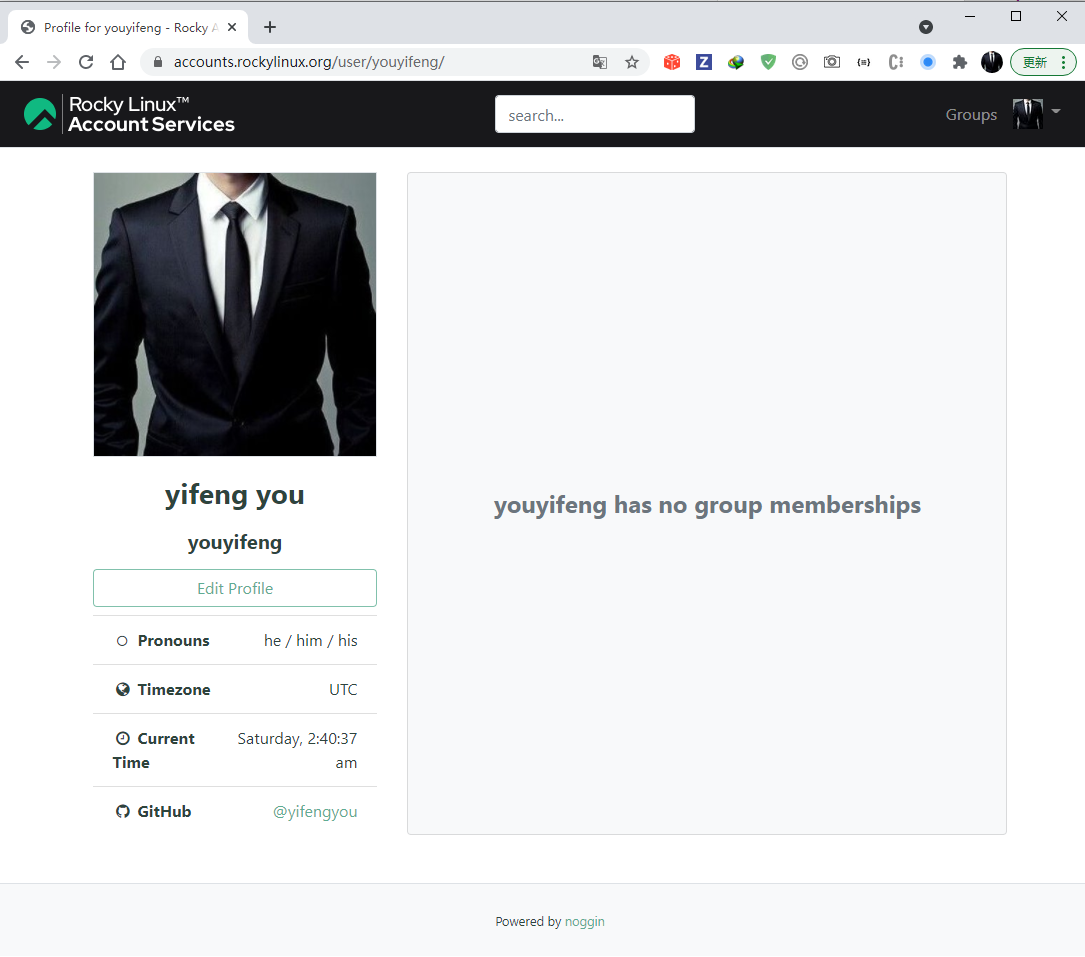 Profile for youyifeng - Rocky A
accounts.rockylinux.org/user/youyifeng/
更新
Rocky Linux™
Account Services
search...
Groups
yifeng you
youyifeng
Edit Profile
Pronouns he / him / his
Timezone UTC
Current Saturday, 2:40:37
Time am
GitHub @yifengyou
youyifeng has no group memberships
Powered by noggin